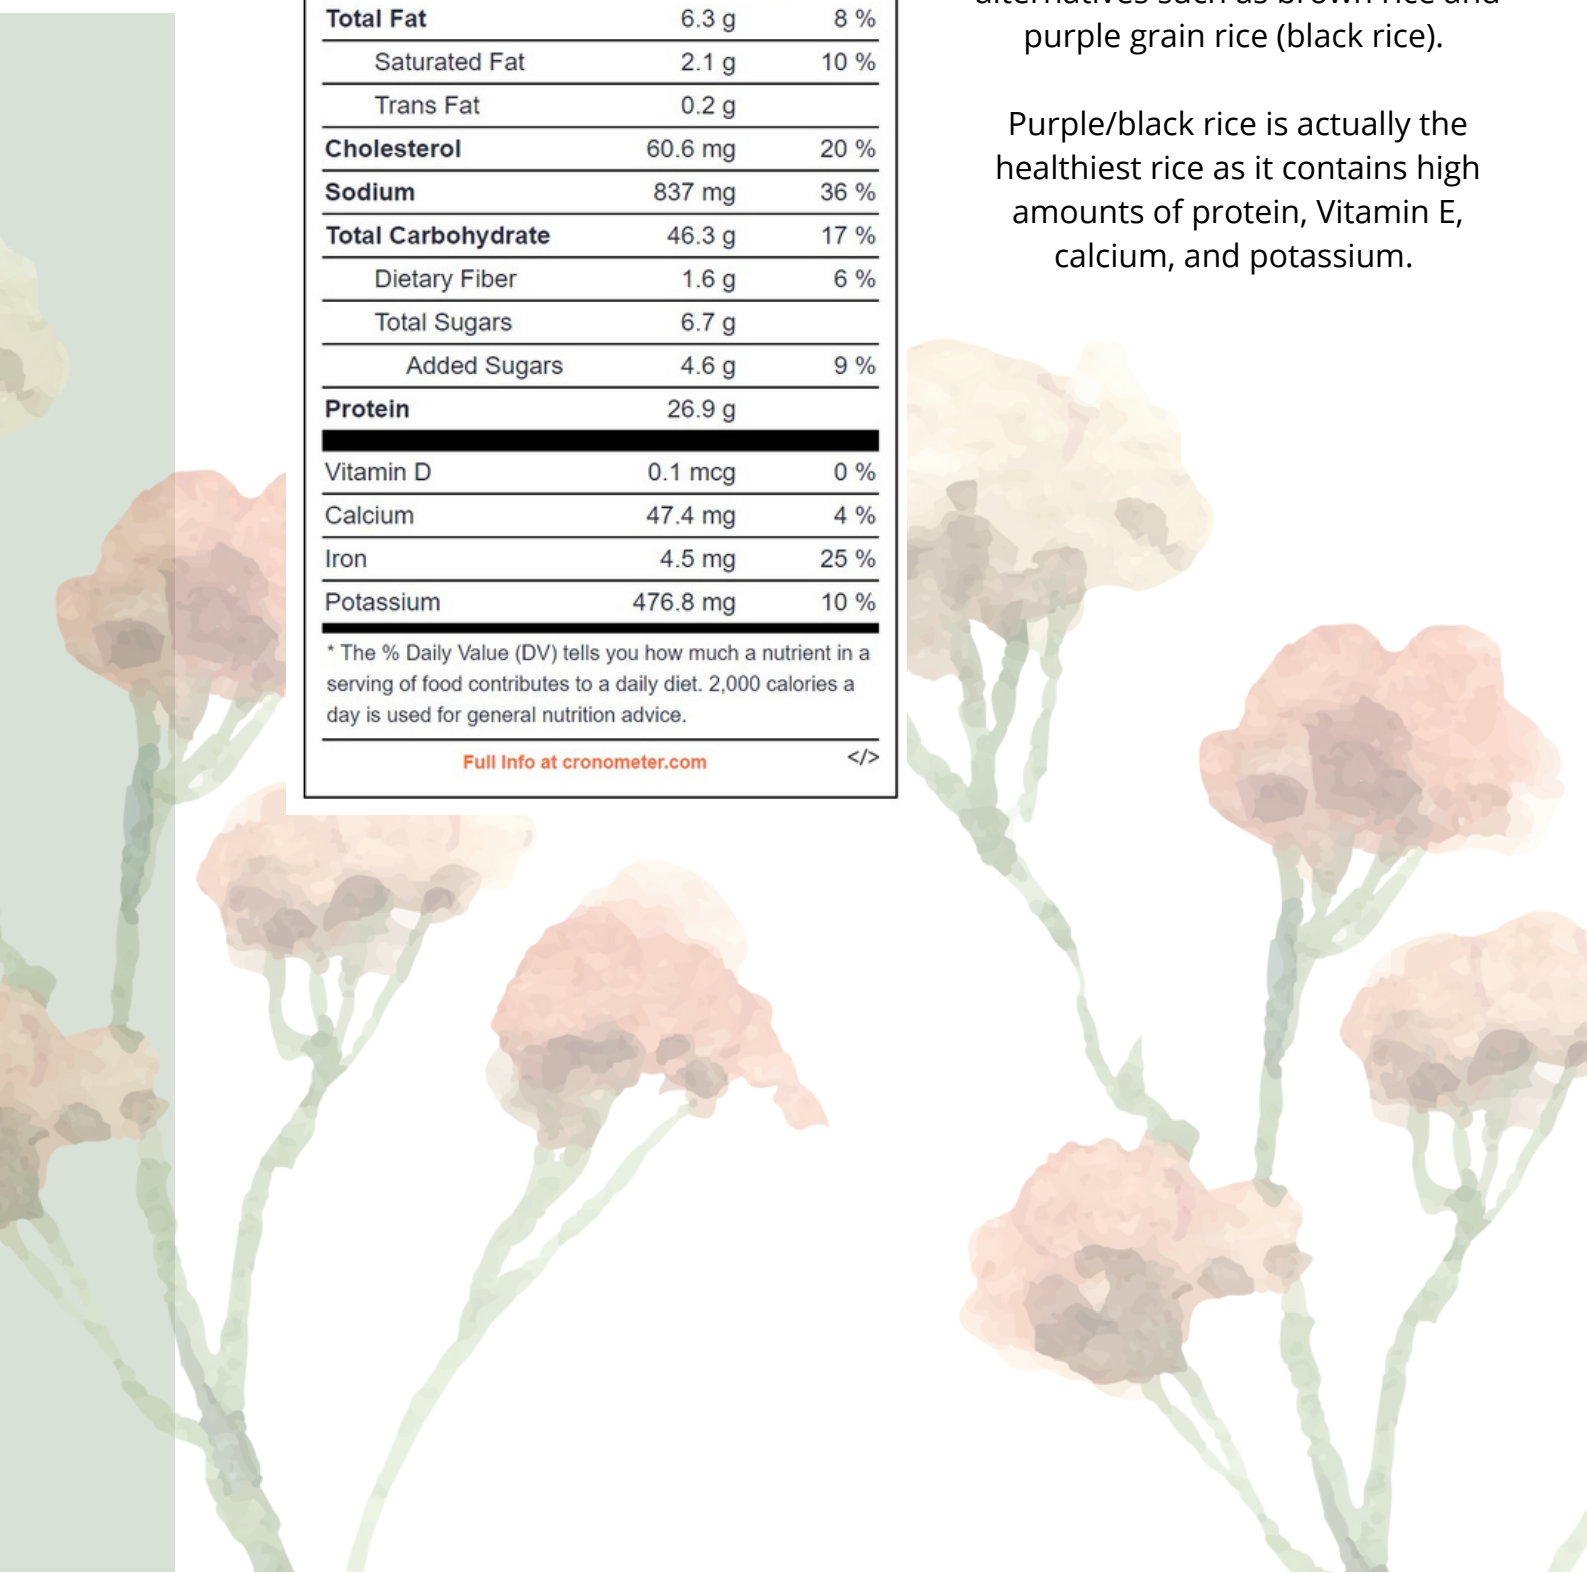 Total Fat 6.3 g 8 %
Saturated Fat 2.1 g 10 %
Trans Fat 0.2 g
Cholesterol 60.6 mg 20 %
Sodium 837 mg 36 %
Total Carbohydrate 46.3 g 17 %
Dietary Fiber 1.6 g 6 %
Total Sugars 6.7 g
Added Sugars 4.6 g 9 %
Protein 26.9 g
Vitamin D 0.1 mcg 0 %
Calcium 47.4 mg 4 %
Iron 4.5 mg 25 %
Potassium 476.8 mg 10 %
* The % Daily Value (DV) tells you how much a nutrient in a
serving of food contributes to a daily diet. 2,000 calories a
day is used for general nutrition advice.
Full Info at cronometer.com </>
alternatives such as brown rice and
purple grain rice (black rice).
Purple/black rice is actually the
healthiest rice as it contains high
amounts of protein, Vitamin E,
calcium, and potassium.